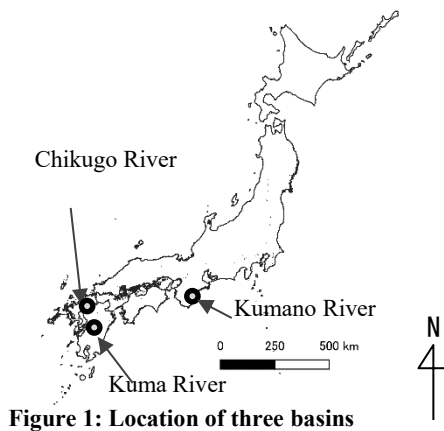 Chikugo River
Kumano River
0 250 500 km
N
Kuma River
Figure 1: Location of three basins